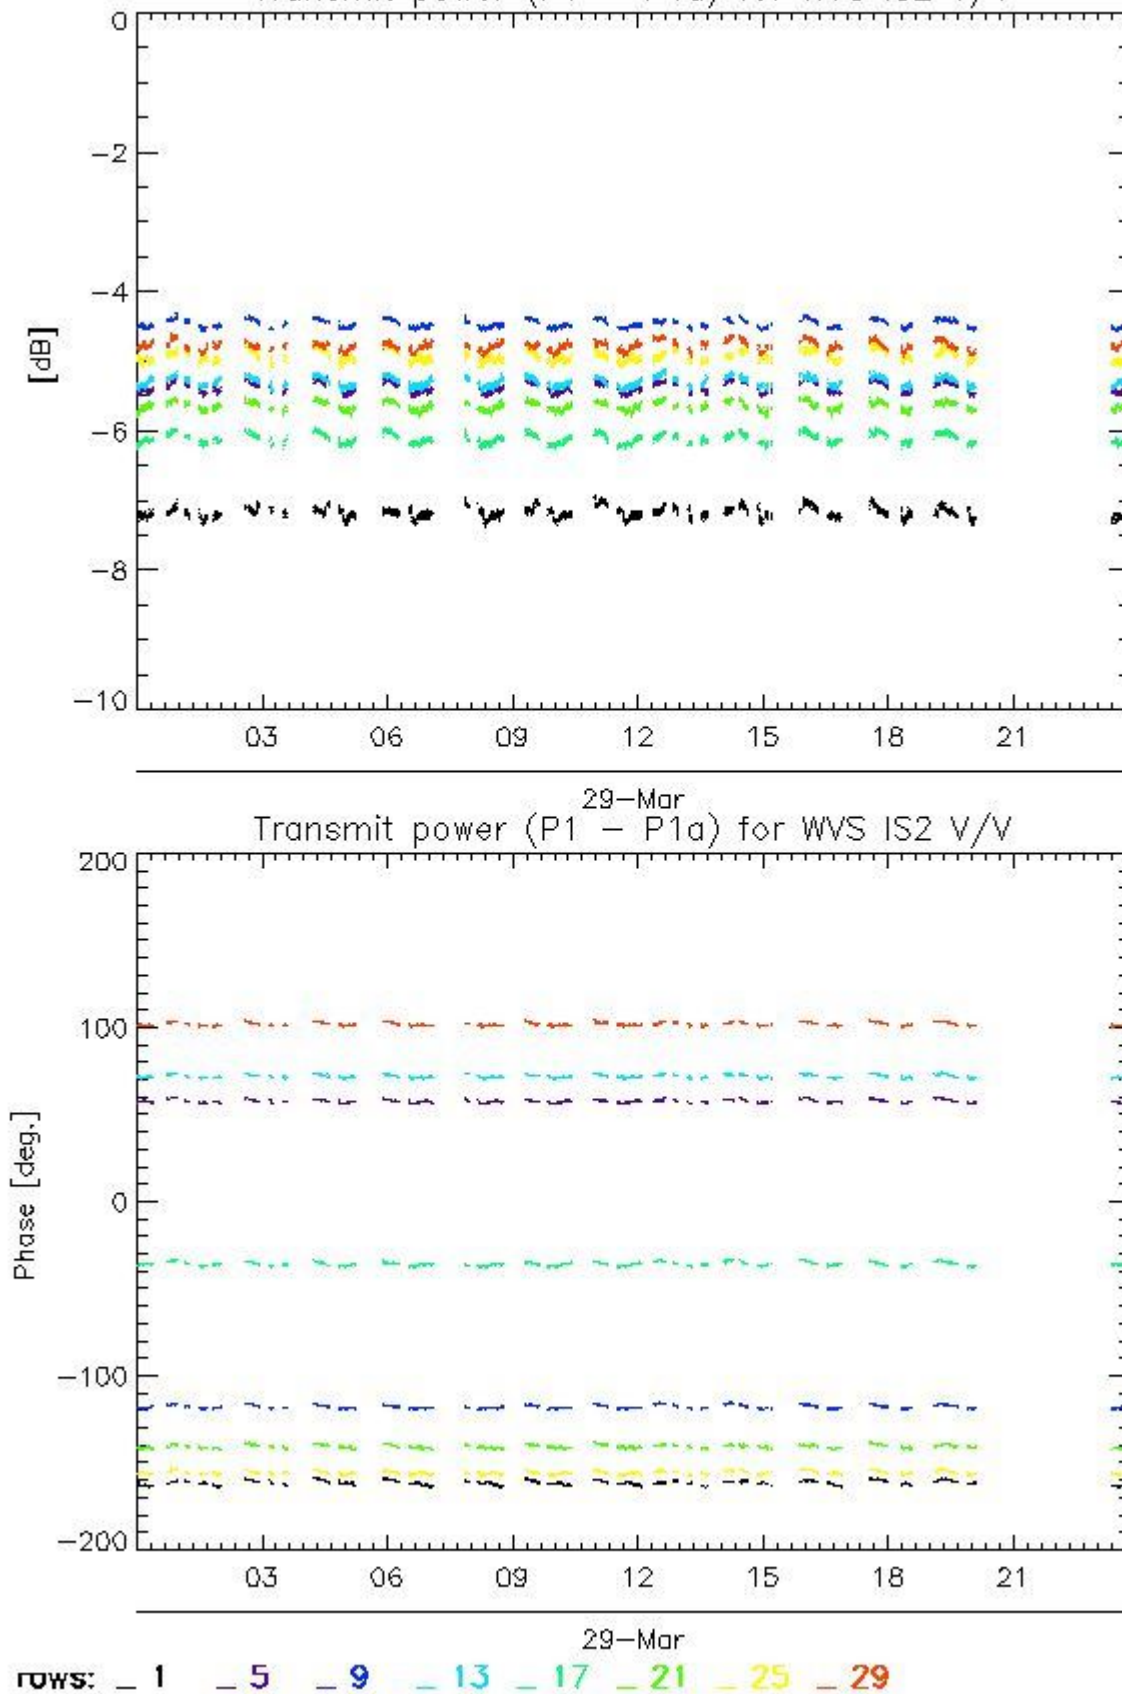 0
-2
-4
[dB]
-6
-8
-10
03 06 09 12 15 18 21
29-Mar
Transmit power (P1 - P1a) for WVS IS2 V/V
200
100
Phase [deg.]
0
-100
-200
03 06 09 12 15 18 21
29-Mar
rows: _ 1 _ 5 _ 9 _ 13 _ 17 _ 21 _ 25 _ 29